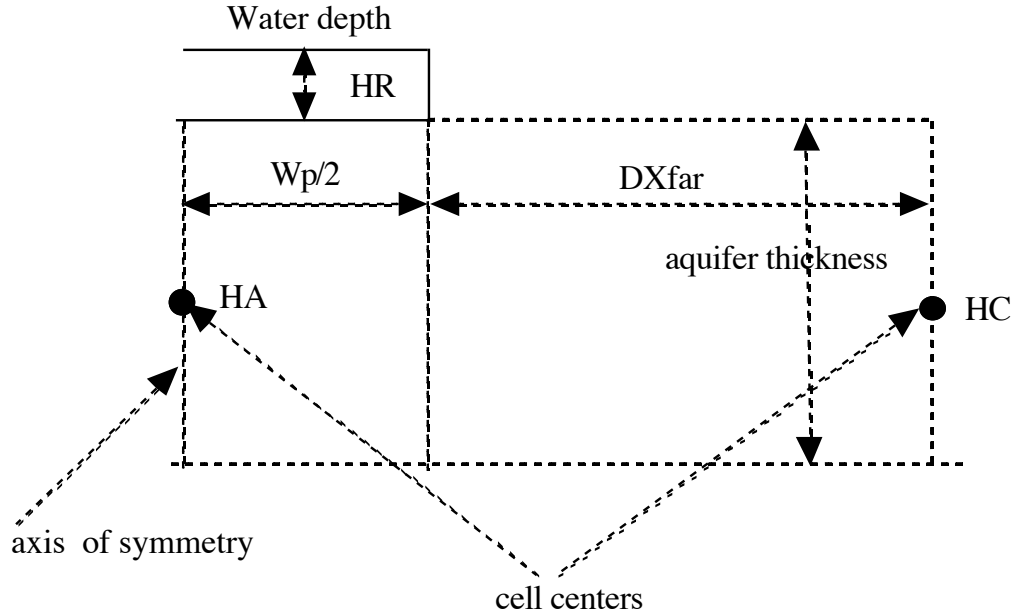 Water depth
HR
Wp/2
DXfar
aquifer thickness
HA
HC
axis of symmetry
cell centers